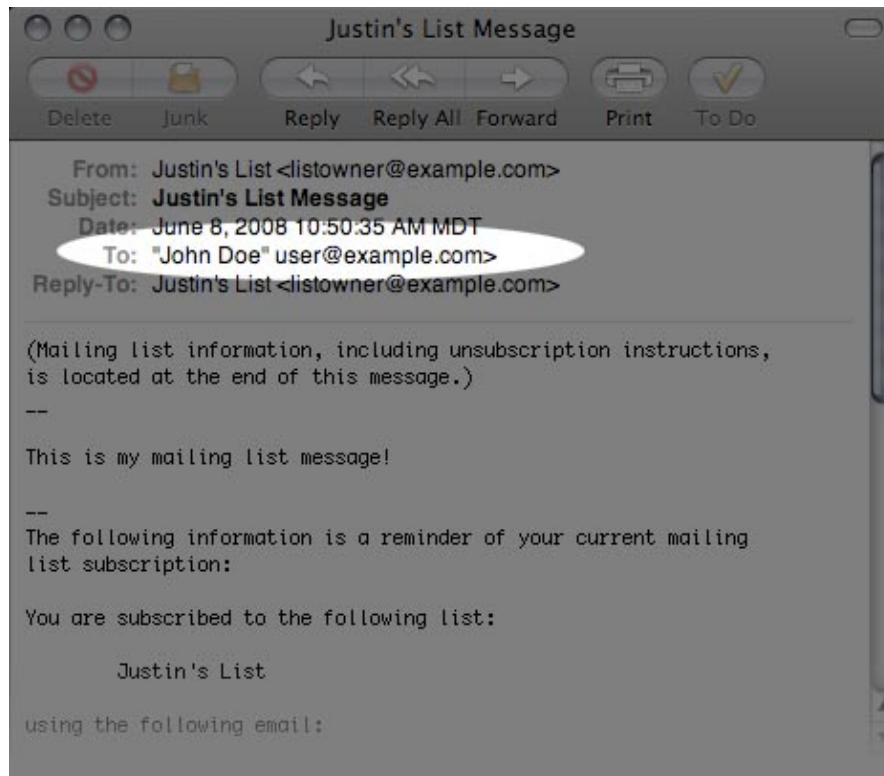 Justin's List Message
Delete Junk Reply Reply All Forward Print To Do
From: Justin's List <listowner@example.com>
Subject: Justin's List Message
Date: June 8, 2008 10:50:35 AM MDT
To: "John Doe" user@example.com>
Reply-To: Justin's List <listowner@example.com>
(Mailing list information, including unsubscription instructions,
is located at the end of this message.)
--
This is my mailing list message!
--
The following information is a reminder of your current mailing
list subscription:
You are subscribed to the following list:
Justin's List
using the following email: